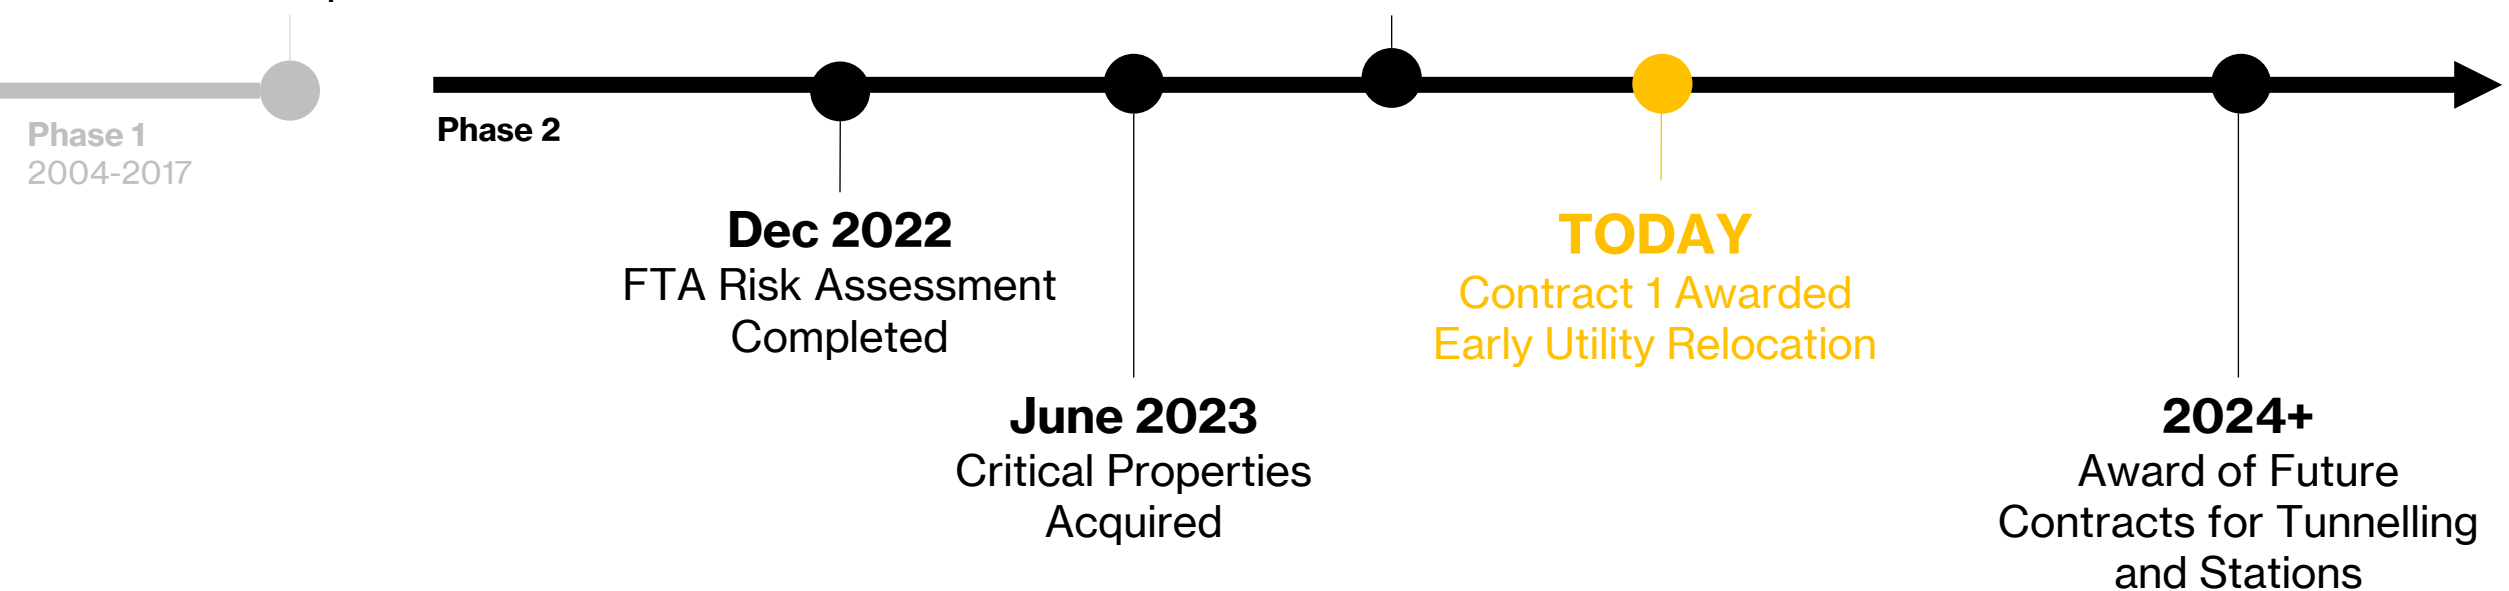 Phase 1
2004-2017
Phase 2
Dec 2022
FTA Risk Assessment
Completed
June 2023
Critical Properties
Acquired
TODAY
Contract 1 Awarded
Early Utility Relocation
2024+
Award of Future
Contracts for Tunnelling
and Stations